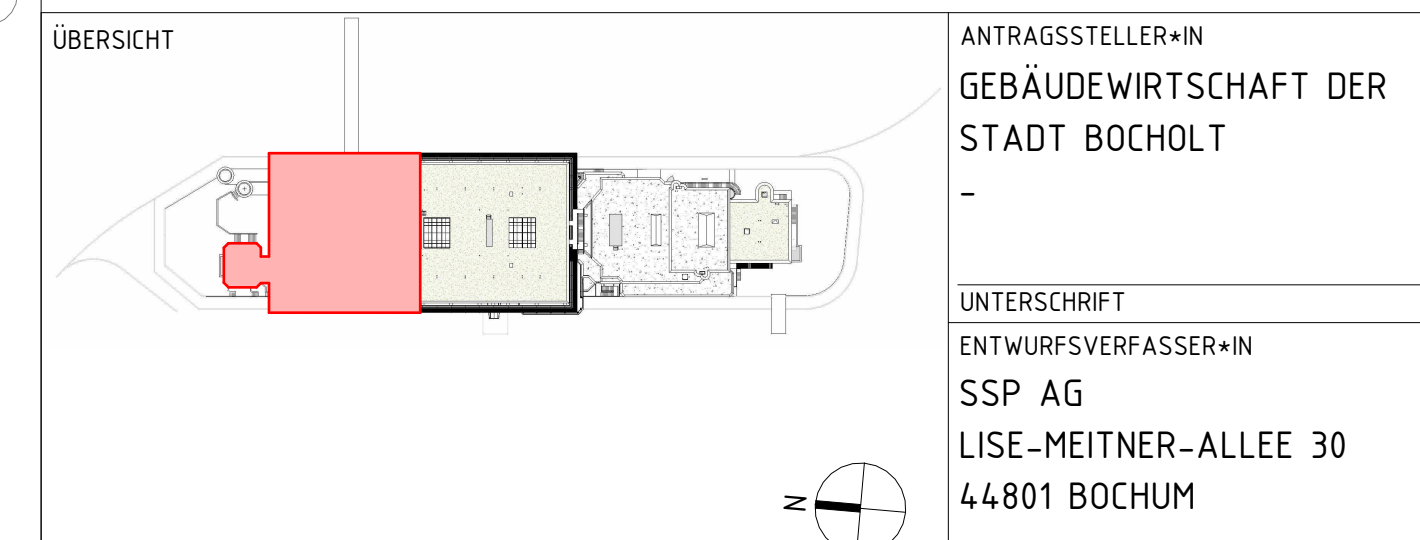 ÜBERSICHT
ANTRAGSSTELLER*IN
GEBÄUDEWIRTSCHAFT DER
STADT BOCHOLT
-
UNTERSCHRIFT
ENTWURFSVERFASSER*IN
SSP AG
LISE-MEITNER-ALLEE 30
44801 BOCHUM
N